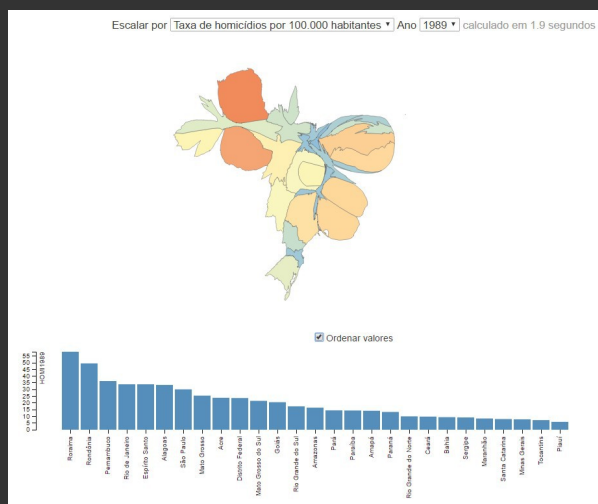 Escalar por Taxa de homicídios por 100.000 habitantes Ano 1989 calculado em 1.9 segundos
Ordenar valores
HOMI1989
55
50
45
40
35
30
25
20
15
10
5
0
Roraima
Rondônia
Pernambuco
Rio de Janeiro
Espírito Santo
Alagoas
São Paulo
Mato Grosso
Acre
Distrito Federal
Mato Grosso do Sul
Goiás
Rio Grande do Sul
Amazonas
Pará
Paraíba
Amapá
Paraná
Rio Grande do Norte
Ceará
Bahia
Sergipe
Maranhão
Santa Catarina
Minas Gerais
Tocantins
Piauí